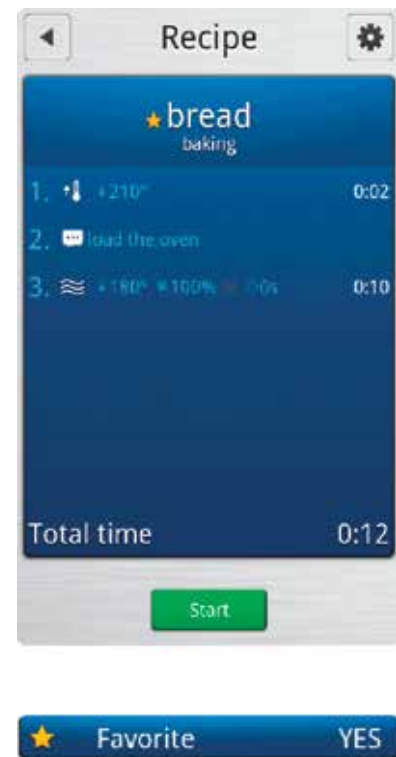 Recipe
bread
baking
1. +210° 0:02
2. load the oven
3. +180° 100% 0:10
Total time 0:12
Start
Favorite YES